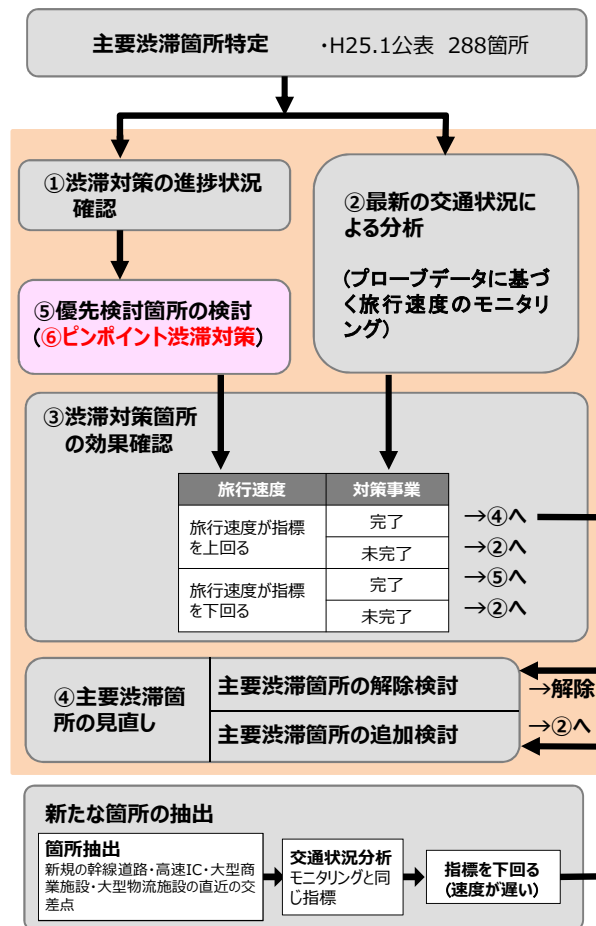 主要渋滞箇所特定 ・H25.1公表 288箇所
①渋滞対策の進捗状況
確認
②最新の交通状況に
よる分析
(プローブデータに基づ
く旅行速度のモニタリ
ング)
⑤優先検討箇所の検討
(⑥ピンポイント渋滞対策)
③渋滞対策箇所
の効果確認
旅行速度 対策事業
旅行速度が指標
を上回る
完了 →④へ
未完了 →②へ
旅行速度が指標
を下回る
完了 →⑤へ
未完了 →②へ
④主要渋滞箇
所の見直し
主要渋滞箇所の解除検討 →解除
主要渋滞箇所の追加検討 →②へ
新たな箇所の抽出
箇所抽出
新規の幹線道路・高速IC・大型商
業施設・大型物流施設の直近の交
差点
交通状況分析
モニタリングと同
じ指標
指標を下回る
(速度が遅い)